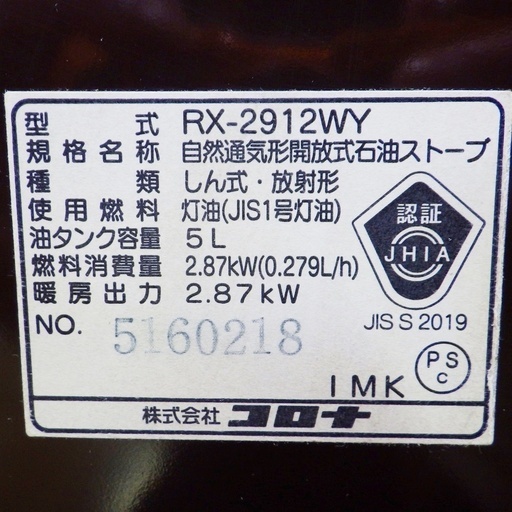 型式 RX-2912WY
規格名称 自然通気形開放式石油ストーブ
種類 しん式・放射形
使用燃料 灯油(JIS1号灯油)
油タンク容量 5L
燃料消費量 2.87kW(0.279L/h)
暖房出力 2.87kW
認証
JHIA
JIS S 2019
NO. 5160218
PS
C
1MK
株式会社 コロナ